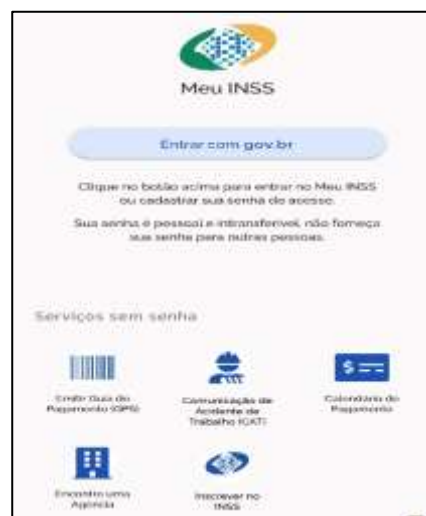 Meu INSS
Entrar com gov.br
Clique no botão acima para entrar no Meu INSS
ou cadastrar sua senha de acesso.
Sua senha é pessoal e intransferível, não forneça
sua senha para outras pessoas.
Serviços sem senha
Emitir Guia de
Pagamento (GPS)
Comunicação de
Acidente de
Trabalho (CAT)
Calendário de
Pagamento
Encontre uma
Agência
Inscrever no
INSS